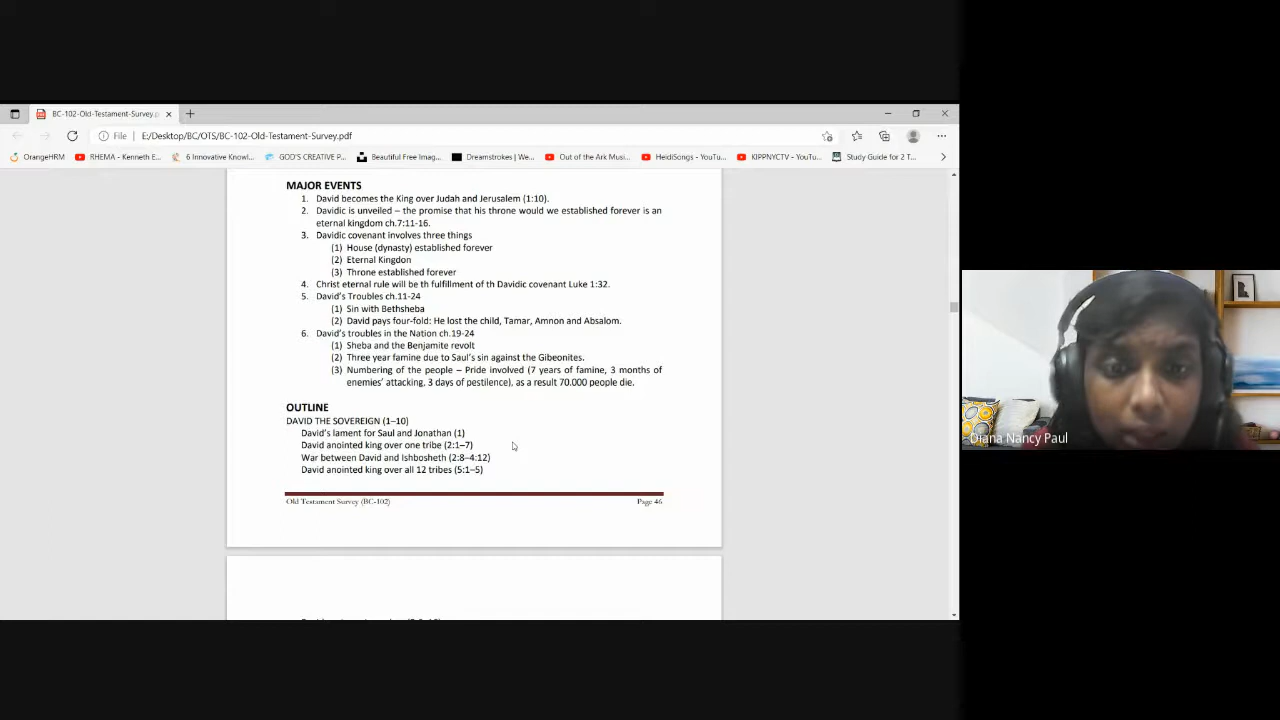 BC-102-Old-Testament-Survey.p
File E:/Desktop/BC/OTS/BC-102-Old-Testament-Survey.pdf
OrangeHRM RHEMA - Kenneth E... 6 Innovative Knowl... GOD'S CREATIVE P... Beautiful Free Imag... Dreamstrokes | We... Out of the Ark Musi... HeidiSongs - YouTu... KIPPNYCTV - YouTu... Study Guide for 2 T...
MAJOR EVENTS
1. David becomes the King over Judah and Jerusalem (1:10).
2. Davidic is unveiled – the promise that his throne would we established forever is an
eternal kingdom ch.7:11-16.
3. Davidic covenant involves three things
(1) House (dynasty) established forever
(2) Eternal Kingdon
(3) Throne established forever
4. Christ eternal rule will be th fulfillment of th Davidic covenant Luke 1:32.
5. David's Troubles ch.11-24
(1) Sin with Bethsheba
(2) David pays four-fold: He lost the child, Tamar, Amnon and Absalom.
6. David's troubles in the Nation ch.19-24
(1) Sheba and the Benjamite revolt
(2) Three year famine due to Saul's sin against the Gibeonites.
(3) Numbering of the people – Pride involved (7 years of famine, 3 months of
enemies' attacking, 3 days of pestilence), as a result 70.000 people die.
OUTLINE
DAVID THE SOVEREIGN (1–10)
David's lament for Saul and Jonathan (1)
David anointed king over one tribe (2:1–7)
War between David and Ishbosheth (2:8–4:12)
David anointed king over all 12 tribes (5:1–5)
Old Testament Survey (BC-102) Page 46
Diana Nancy Paul